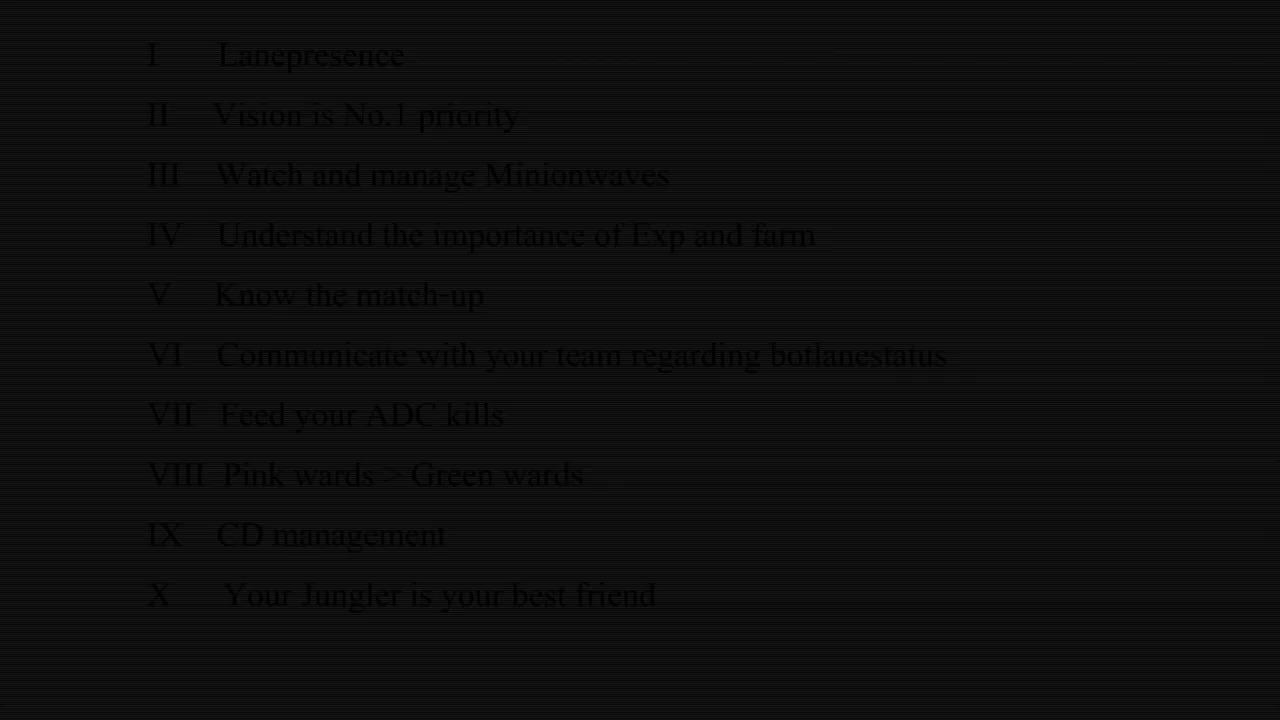 I Lanepresence
II Vision is No.1 priority
III Watch and manage Minionwaves
IV Understand the importance of Exp and farm
V Know the match-up
VI Communicate with your team regarding botlanestatus
VII Feed your ADC kills
VIII Pink wards > Green wards
IX CD management
X Your Jungler is your best friend